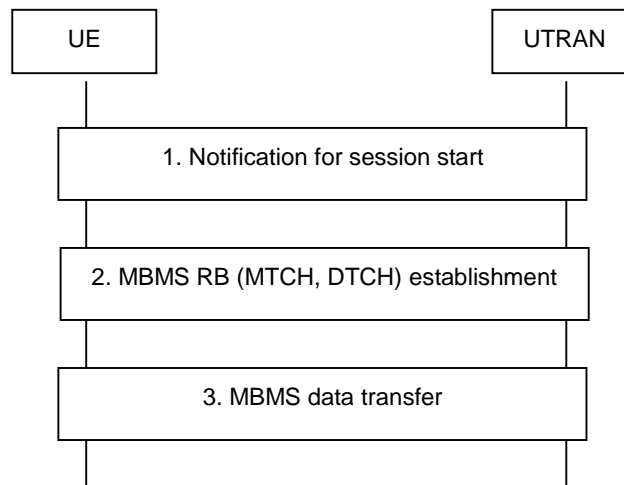 UE
UTRAN
1. Notification for session start
2. MBMS RB (MTCH, DTCH) establishment
3. MBMS data transfer